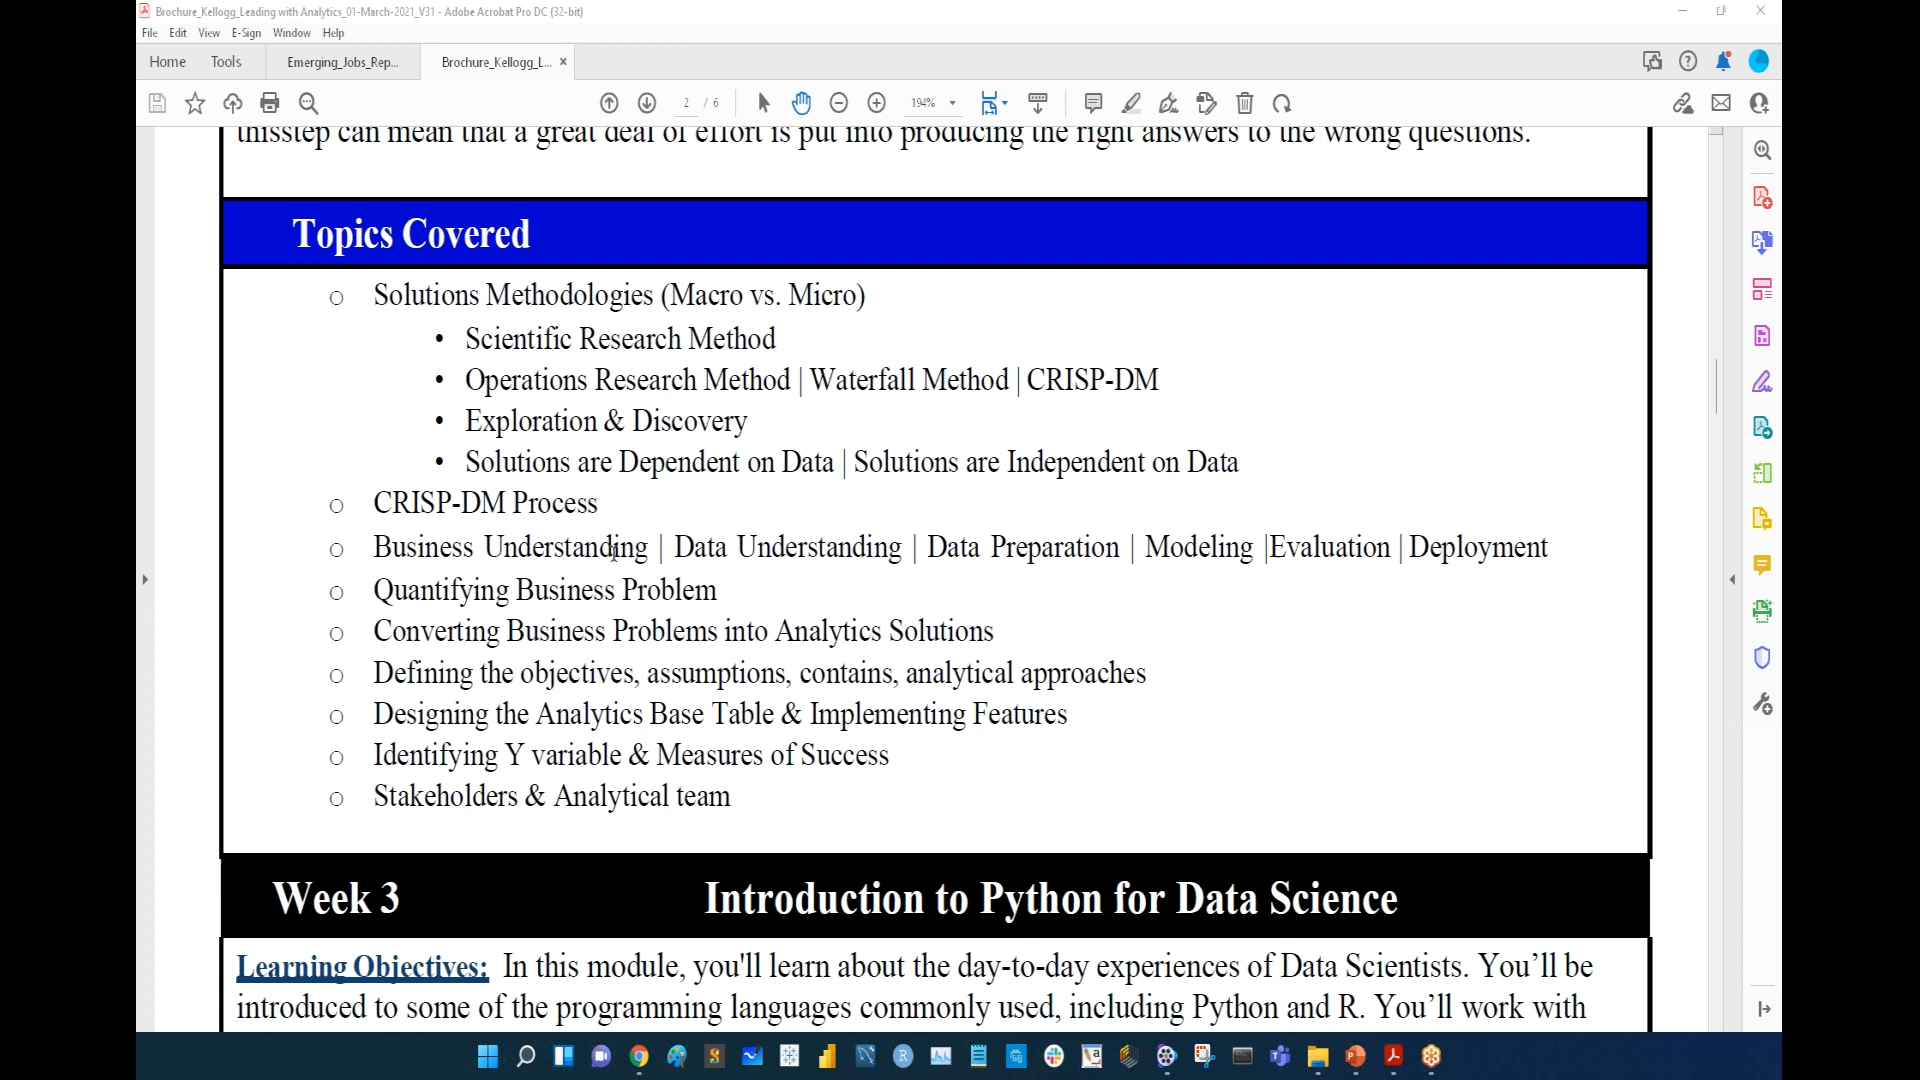 Brochure_Kellogg_Leading with Analytics_01-March-2021_V31 - Adobe Acrobat Pro DC (32-bit)
File Edit View E-Sign Window Help
Home Tools Emerging_Jobs_Rep... Brochure_Kellogg_L... ×
2 / 6 194%
thisstep can mean that a great deal of effort is put into producing the right answers to the wrong questions.
Topics Covered
o Solutions Methodologies (Macro vs. Micro)
• Scientific Research Method
• Operations Research Method | Waterfall Method | CRISP-DM
• Exploration & Discovery
• Solutions are Dependent on Data | Solutions are Independent on Data
o CRISP-DM Process
o Business Understanding | Data Understanding | Data Preparation | Modeling |Evaluation | Deployment
o Quantifying Business Problem
o Converting Business Problems into Analytics Solutions
o Defining the objectives, assumptions, contains, analytical approaches
o Designing the Analytics Base Table & Implementing Features
o Identifying Y variable & Measures of Success
o Stakeholders & Analytical team
Week 3 Introduction to Python for Data Science
Learning Objectives: In this module, you'll learn about the day-to-day experiences of Data Scientists. You’ll be
introduced to some of the programming languages commonly used, including Python and R. You’ll work with